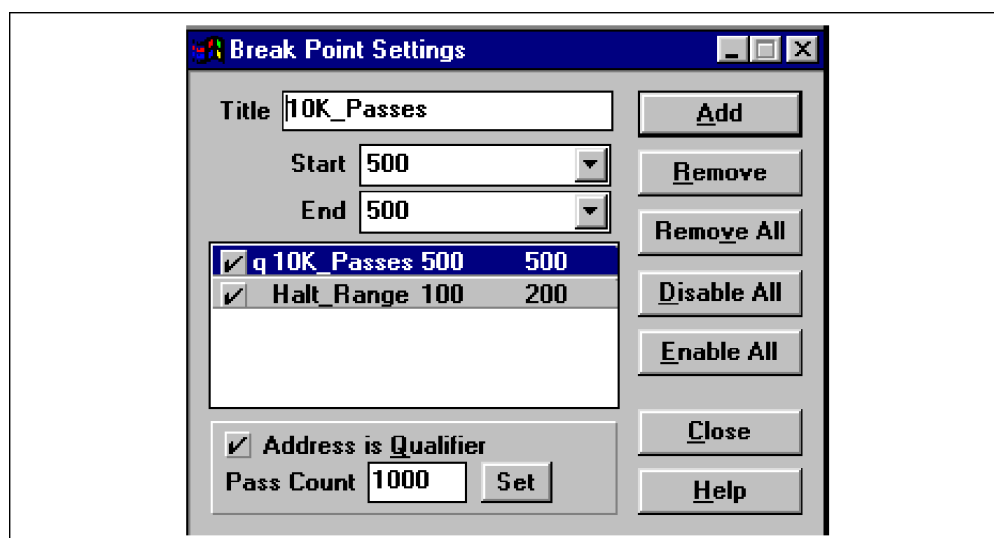 Break Point Settings
Title 10K_Passes
Start 500
End 500
q 10K_Passes 500 500
Halt_Range 100 200
Address is Qualifier
Pass Count 1000 Set
Add
Remove
Remove All
Disable All
Enable All
Close
Help